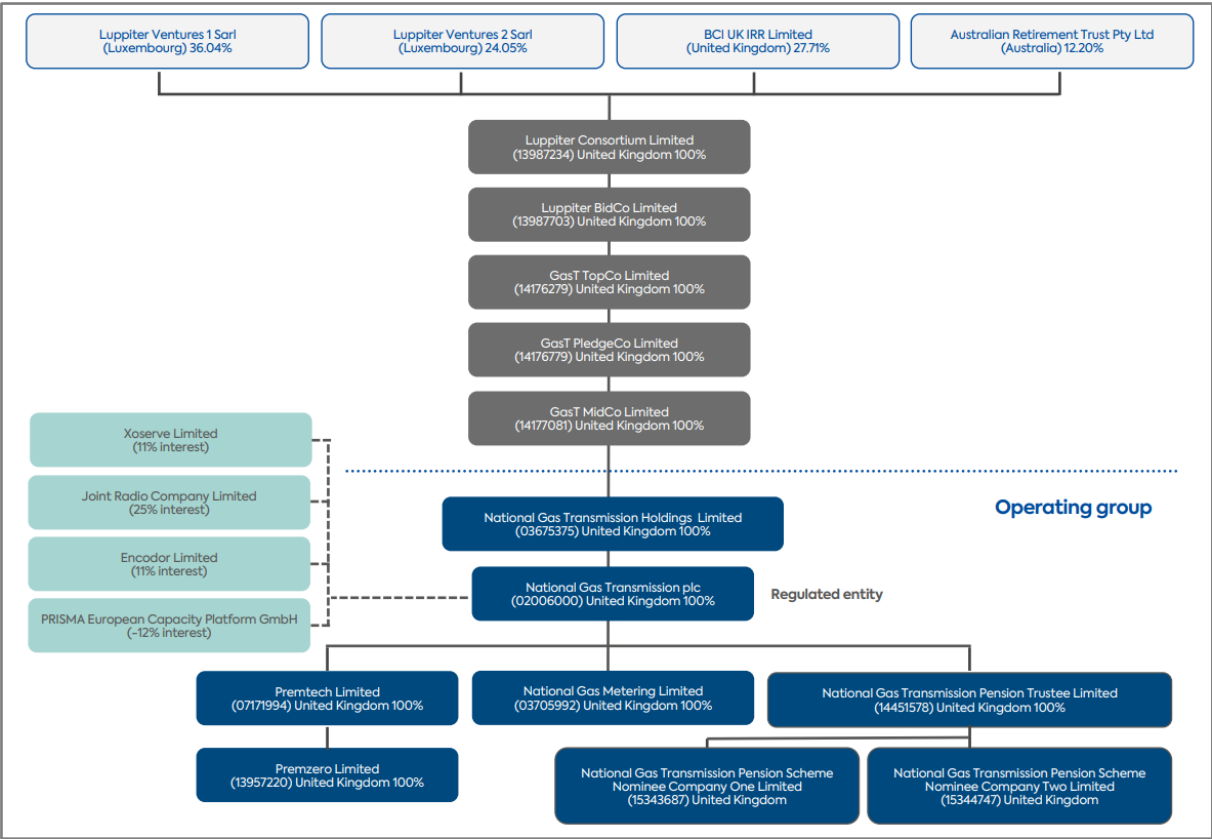 Luppiter Ventures 1 Sarl
(Luxembourg) 36.04%
Luppiter Ventures 2 Sarl
(Luxembourg) 24.05%
BCI UK IRR Limited
(United Kingdom) 27.71%
Australian Retirement Trust Pty Ltd
(Australia) 12.20%
Luppiter Consortium Limited
(13987234) United Kingdom 100%
Luppiter BidCo Limited
(13987703) United Kingdom 100%
GasT TopCo Limited
(14176279) United Kingdom 100%
GasT PledgeCo Limited
(14176779) United Kingdom 100%
GasT MidCo Limited
(14177081) United Kingdom 100%
Xoserve Limited
(11% interest)
Joint Radio Company Limited
(25% interest)
Encodor Limited
(11% interest)
PRISMA European Capacity Platform GmbH
(-12% interest)
Operating group
National Gas Transmission Holdings Limited
(03675375) United Kingdom 100%
National Gas Transmission plc
(02006000) United Kingdom 100%
Regulated entity
Premtech Limited
(07171994) United Kingdom 100%
National Gas Metering Limited
(03705992) United Kingdom 100%
National Gas Transmission Pension Trustee Limited
(14451578) United Kingdom 100%
Premzero Limited
(13957220) United Kingdom 100%
National Gas Transmission Pension Scheme
Nominee Company One Limited
(15343687) United Kingdom
National Gas Transmission Pension Scheme
Nominee Company Two Limited
(15344747) United Kingdom